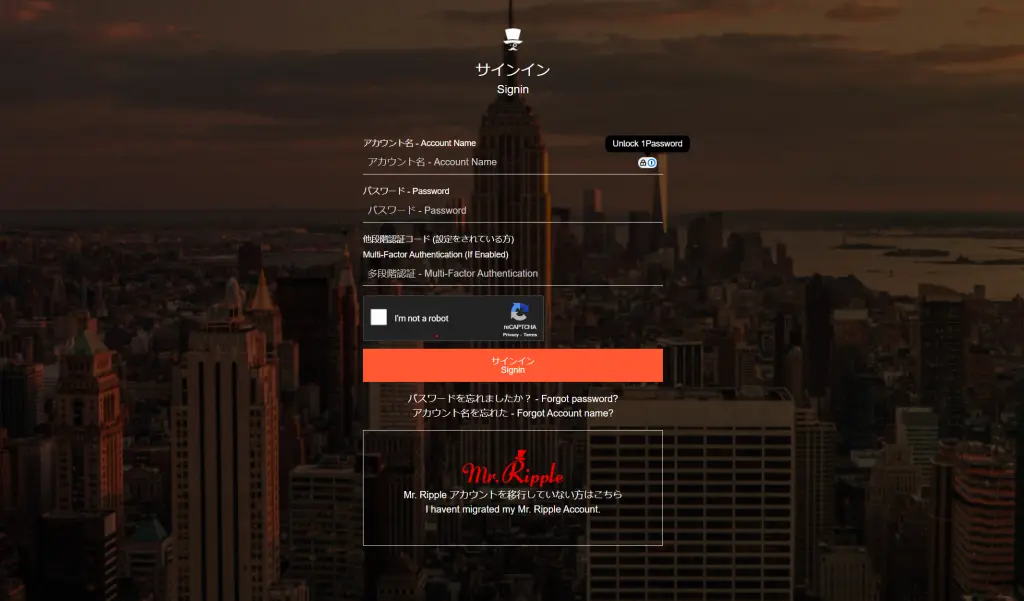 サインイン
Signin
アカウント名 - Account Name
Unlock 1Password
アカウント名 - Account Name
パスワード - Password
パスワード - Password
他段階認証コード (設定をされている方)
Multi-Factor Authentication (If Enabled)
多段階認証 - Multi-Factor Authentication
I'm not a robot
reCAPTCHA
Privacy - Terms
サインイン
Signin
パスワードを忘れましたか？ - Forgot password?
アカウント名を忘れた - Forgot Account name?
Mr. Ripple
Mr. Ripple アカウントを移行していない方はこちら
I havent migrated my Mr. Ripple Account.